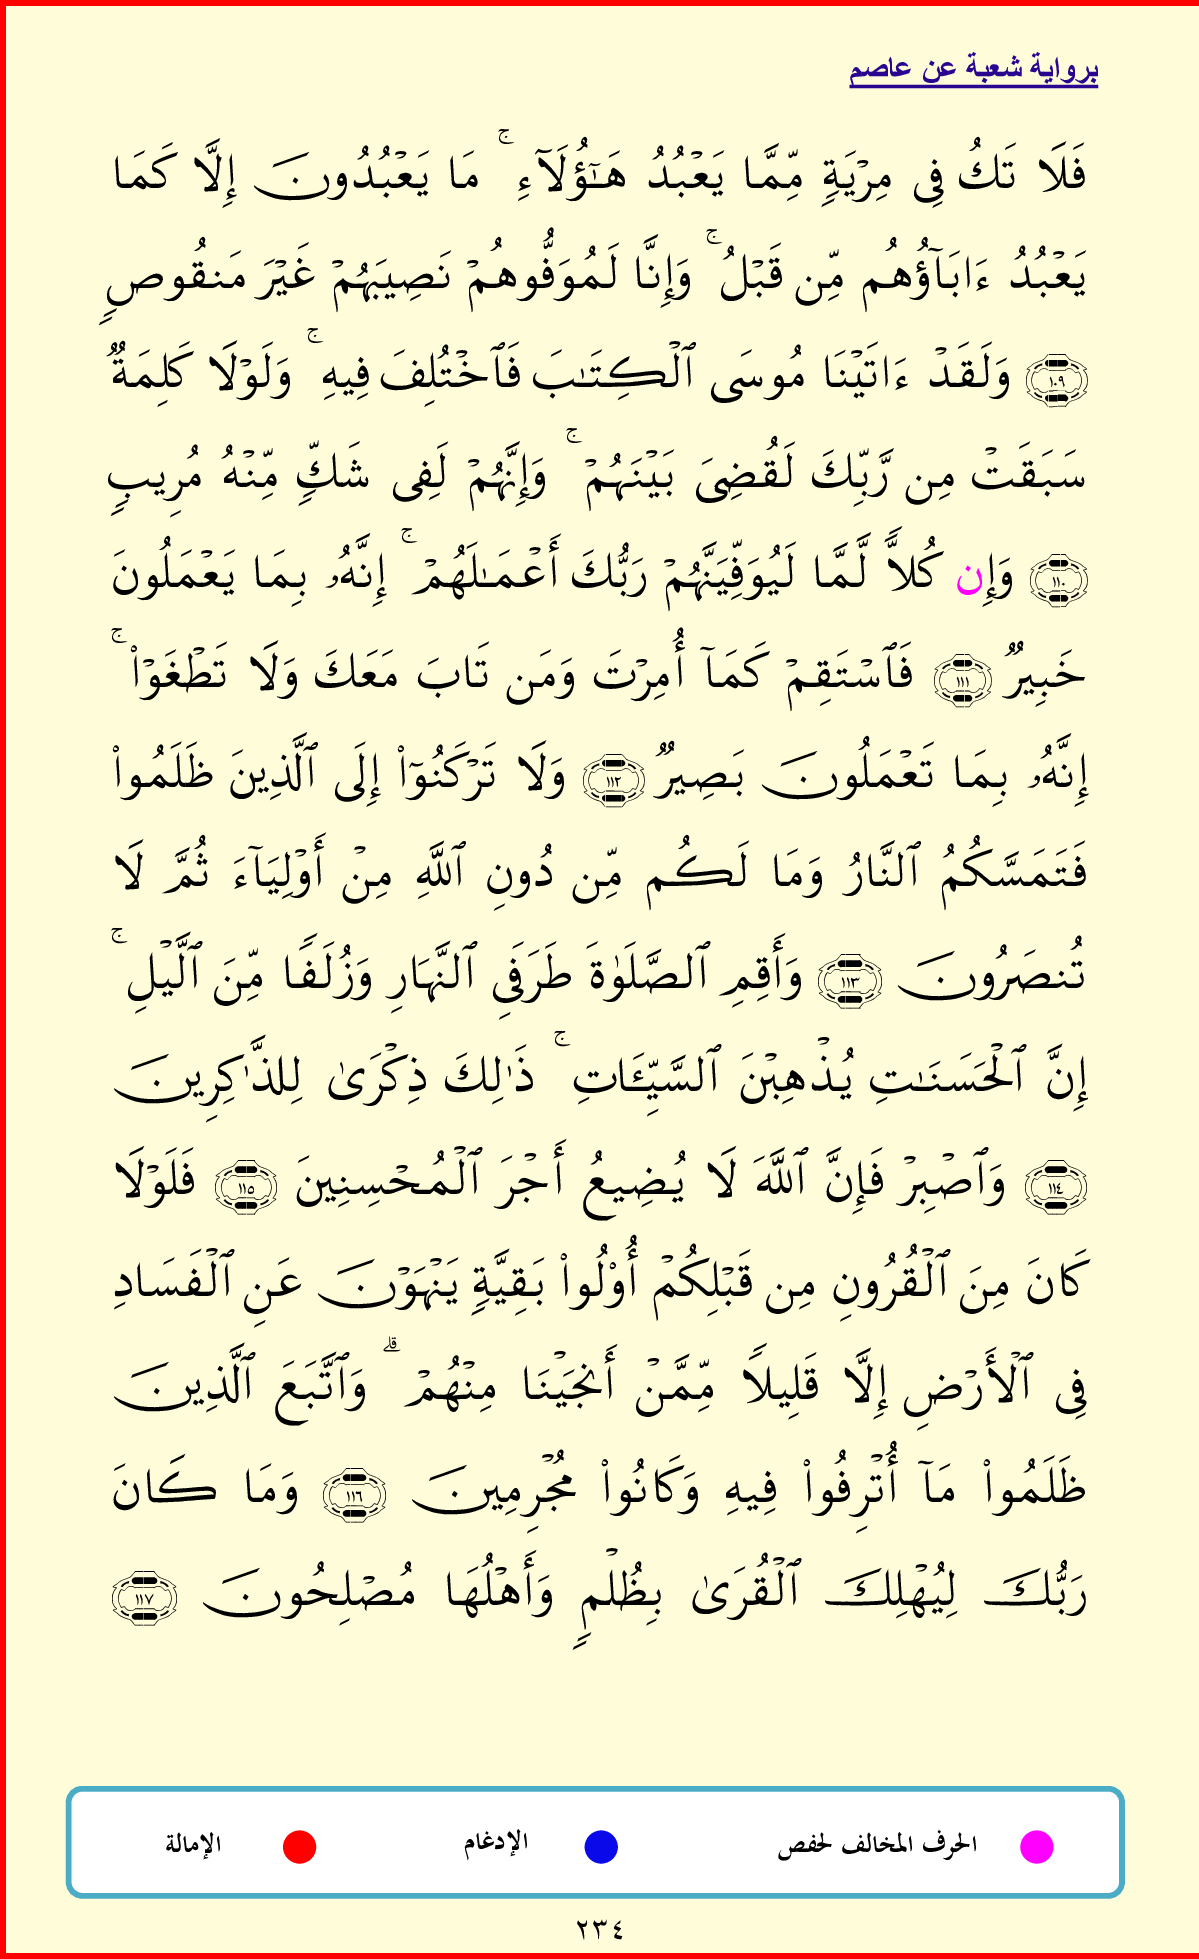 برواية شعبة عن عاصم
فَلَا تَكُ فِى مِرْيَةٍ مِّمَّا يَعْبُدُ هَـٰٓؤُلَآءِ ۚ مَا يَعْبُدُونَ إِلَّا كَمَا
يَعْبُدُ ءَابَآؤُهُم مِّن قَبْلُ ۚ وَإِنَّا لَمُوَفُّوهُمْ نَصِيبَهُمْ غَيْرَ مَنقُوصٍ
۝١٠٩ وَلَقَدْ ءَاتَيْنَا مُوسَى ٱلْكِتَـٰبَ فَٱخْتُلِفَ فِيهِ ۚ وَلَوْلَا كَلِمَةٌ
سَبَقَتْ مِن رَّبِّكَ لَقُضِىَ بَيْنَهُمْ ۚ وَإِنَّهُمْ لَفِى شَكٍّ مِّنْهُ مُرِيبٍ
۝١١٠ وَإِن كُلاًّ لَّمَّا لَيُوَفِّيَنَّهُمْ رَبُّكَ أَعْمَـٰلَهُمْ ۚ إِنَّهُۥ بِمَا يَعْمَلُونَ
خَبِيرٌ ۝١١١ فَٱسْتَقِمْ كَمَآ أُمِرْتَ وَمَن تَابَ مَعَكَ وَلَا تَطْغَوْا۟ ۚ
إِنَّهُۥ بِمَا تَعْمَلُونَ بَصِيرٌ ۝١١٢ وَلَا تَرْكَنُوٓا۟ إِلَى ٱلَّذِينَ ظَلَمُوا۟
فَتَمَسَّكُمُ ٱلنَّارُ وَمَا لَكُم مِّن دُونِ ٱللَّهِ مِنْ أَوْلِيَآءَ ثُمَّ لَا
تُنصَرُونَ ۝١١٣ وَأَقِمِ ٱلصَّلَوٰةَ طَرَفَىِ ٱلنَّهَارِ وَزُلَفًا مِّنَ ٱلَّيْلِ ۚ
إِنَّ ٱلْحَسَنَـٰتِ يُذْهِبْنَ ٱلسَّيِّـَٔاتِ ۚ ذَٰلِكَ ذِكْرَىٰ لِلذَّٰكِرِينَ
۝١١٤ وَٱصْبِرْ فَإِنَّ ٱللَّهَ لَا يُضِيعُ أَجْرَ ٱلْمُحْسِنِينَ ۝١١٥ فَلَوْلَا
كَانَ مِنَ ٱلْقُرُونِ مِن قَبْلِكُمْ أُو۟لُوا۟ بَقِيَّةٍ يَنْهَوْنَ عَنِ ٱلْفَسَادِ
فِى ٱلْأَرْضِ إِلَّا قَلِيلاً مِّمَّنْ أَنجَيْنَا مِنْهُمْ ۗ وَٱتَّبَعَ ٱلَّذِينَ
ظَلَمُوا۟ مَآ أُتْرِفُوا۟ فِيهِ وَكَانُوا۟ مُجْرِمِينَ ۝١١٦ وَمَا كَانَ
رَبُّكَ لِيُهْلِكَ ٱلْقُرَىٰ بِظُلْمٍ وَأَهْلُهَا مُصْلِحُونَ ۝١١٧
الحرف المخالف لحفص الإدغام الإمالة
٢٣٤